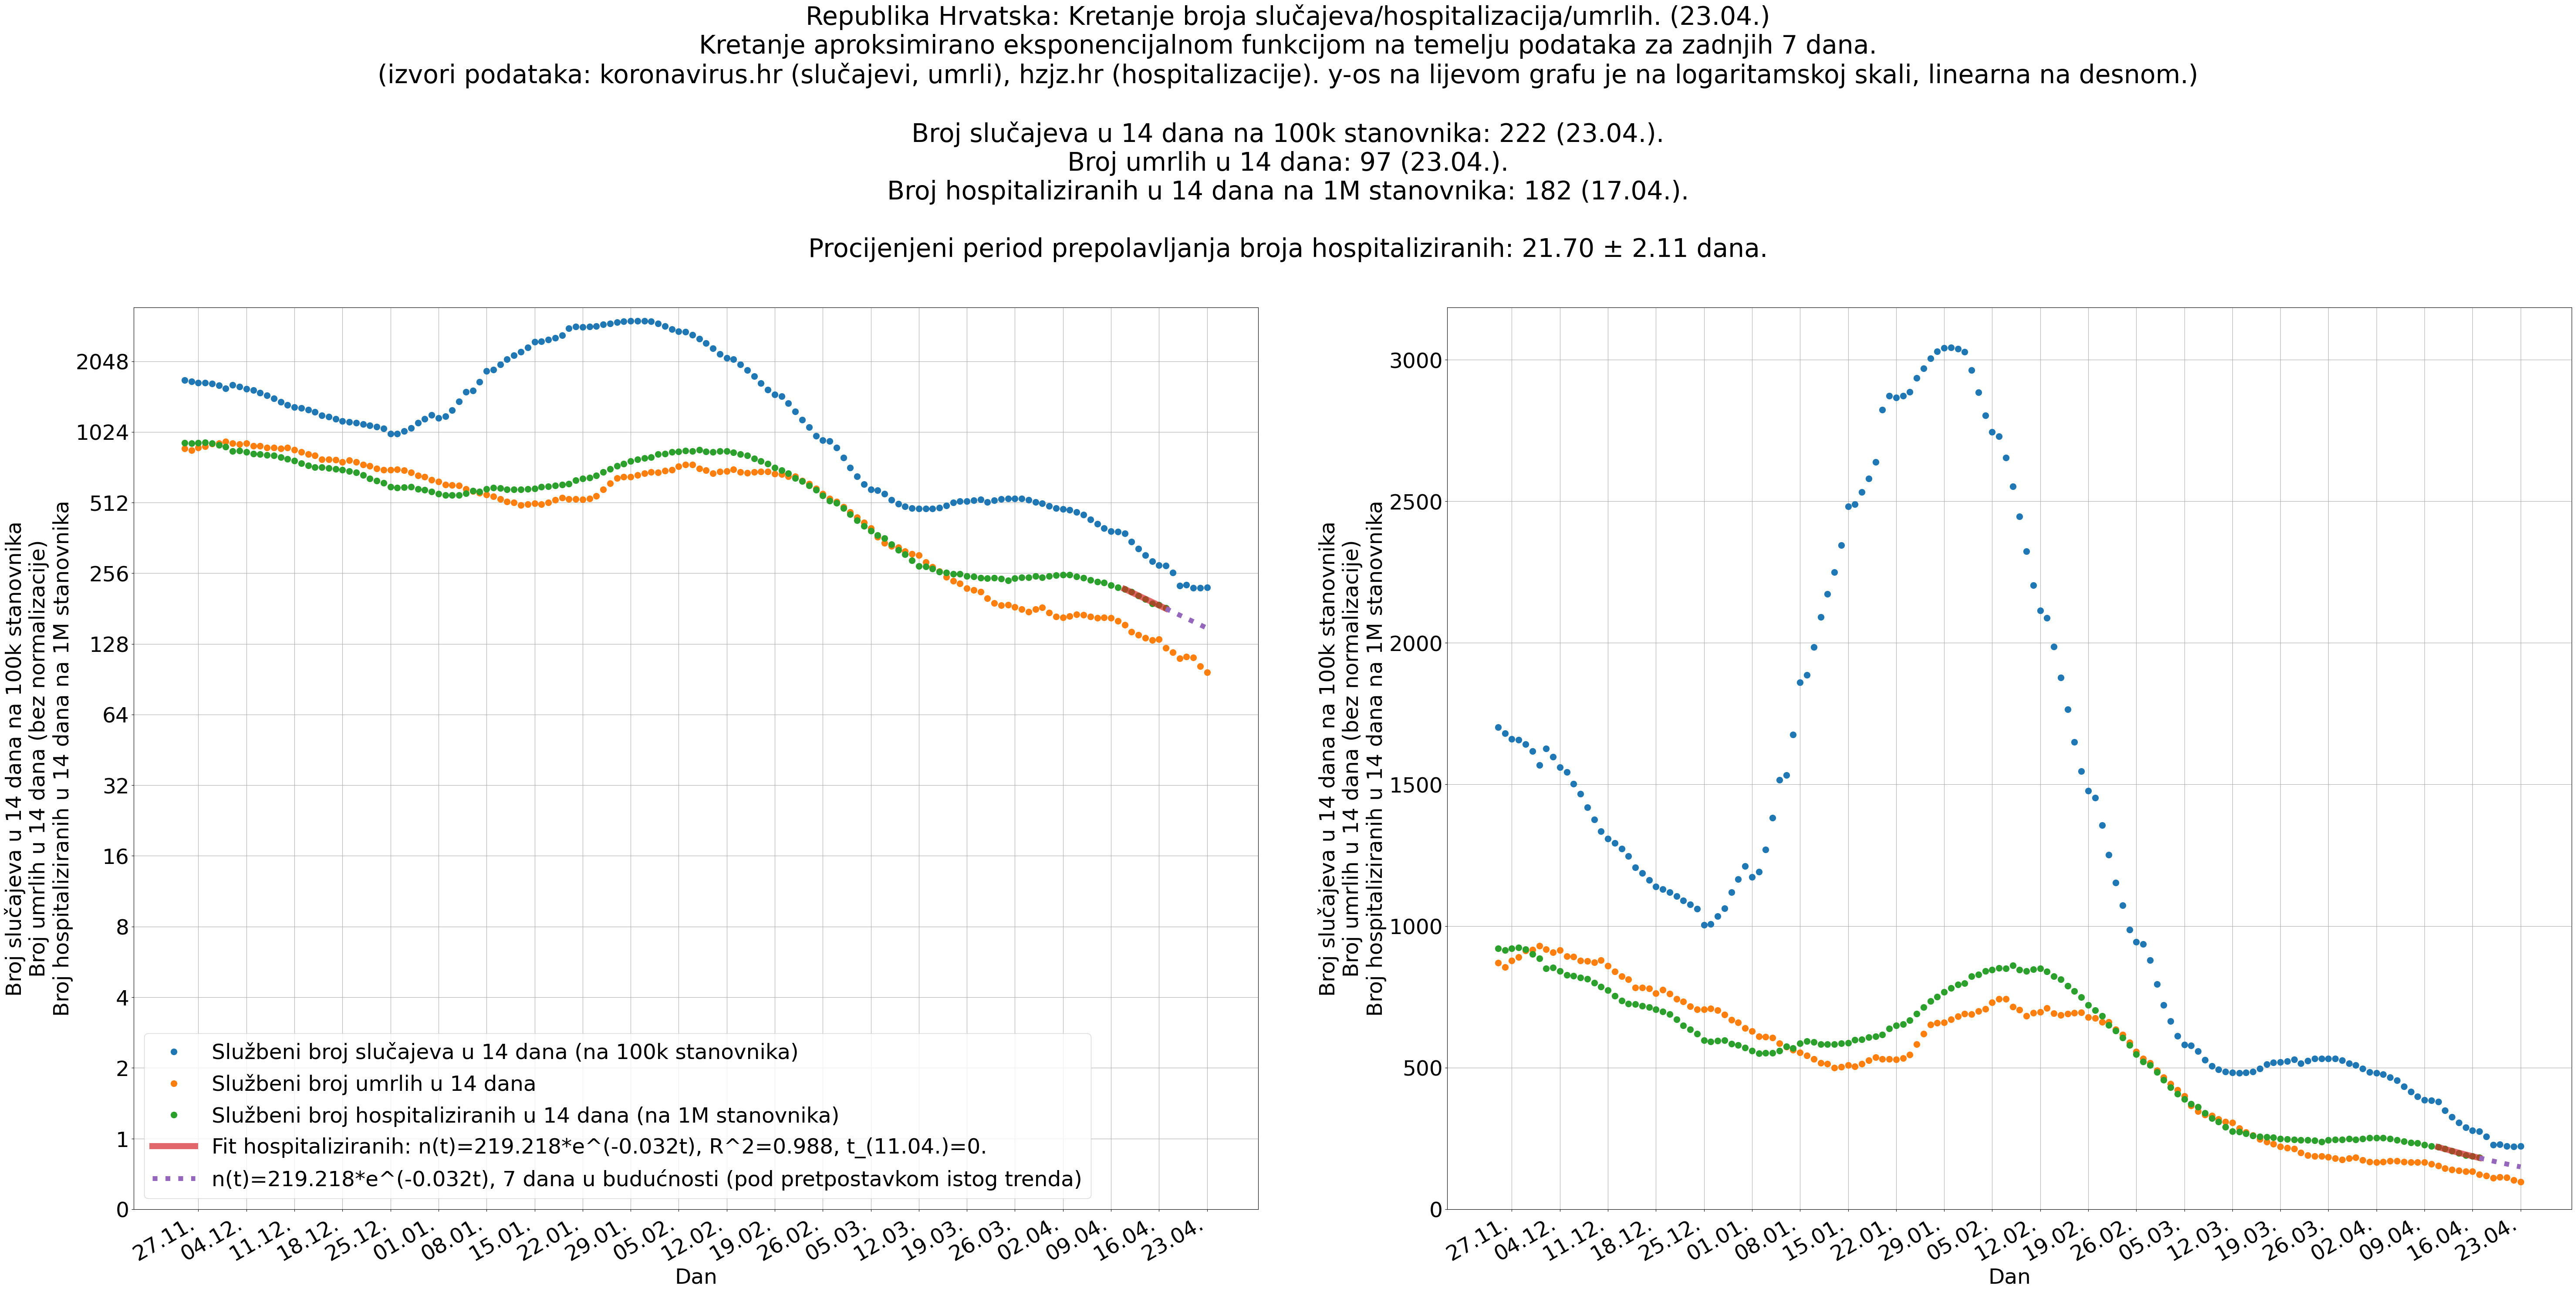 Republika Hrvatska: Kretanje broja slučajeva/hospitalizacija/umrlih. (23.04.)
Kretanje aproksimirano eksponencijalnom funkcijom na temelju podataka za zadnjih 7 dana.
(izvori podataka: koronavirus.hr (slučajevi, umrli), hzjz.hr (hospitalizacije). y-os na lijevom grafu je na logaritamskoj skali, linearna na desnom.)
Broj slučajeva u 14 dana na 100k stanovnika: 222 (23.04.).
Broj umrlih u 14 dana: 97 (23.04.).
Broj hospitaliziranih u 14 dana na 1M stanovnika: 182 (17.04.).
Procijenjeni period prepolavljanja broja hospitaliziranih: 21.70 ± 2.11 dana.
Broj slučajeva u 14 dana na 100k stanovnika
Broj umrlih u 14 dana (bez normalizacije)
Broj hospitaliziranih u 14 dana na 1M stanovnika
2048
1024
512
256
128
64
32
16
8
4
2
1
0
Službeni broj slučajeva u 14 dana (na 100k stanovnika)
Službeni broj umrlih u 14 dana
Službeni broj hospitaliziranih u 14 dana (na 1M stanovnika)
Fit hospitaliziranih: n(t)=219.218*e^(-0.032t), R^2=0.988, t_(11.04.)=0.
n(t)=219.218*e^(-0.032t), 7 dana u budućnosti (pod pretpostavkom istog trenda)
27.11. 04.12. 11.12. 18.12. 25.12. 01.01. 08.01. 15.01. 22.01. 29.01. 05.02. 12.02. 19.02. 26.02. 05.03. 12.03. 19.03. 26.03. 02.04. 09.04. 16.04. 23.04.
Dan
Broj slučajeva u 14 dana na 100k stanovnika
Broj umrlih u 14 dana (bez normalizacije)
Broj hospitaliziranih u 14 dana na 1M stanovnika
3000
2500
2000
1500
1000
500
0
27.11. 04.12. 11.12. 18.12. 25.12. 01.01. 08.01. 15.01. 22.01. 29.01. 05.02. 12.02. 19.02. 26.02. 05.03. 12.03. 19.03. 26.03. 02.04. 09.04. 16.04. 23.04.
Dan